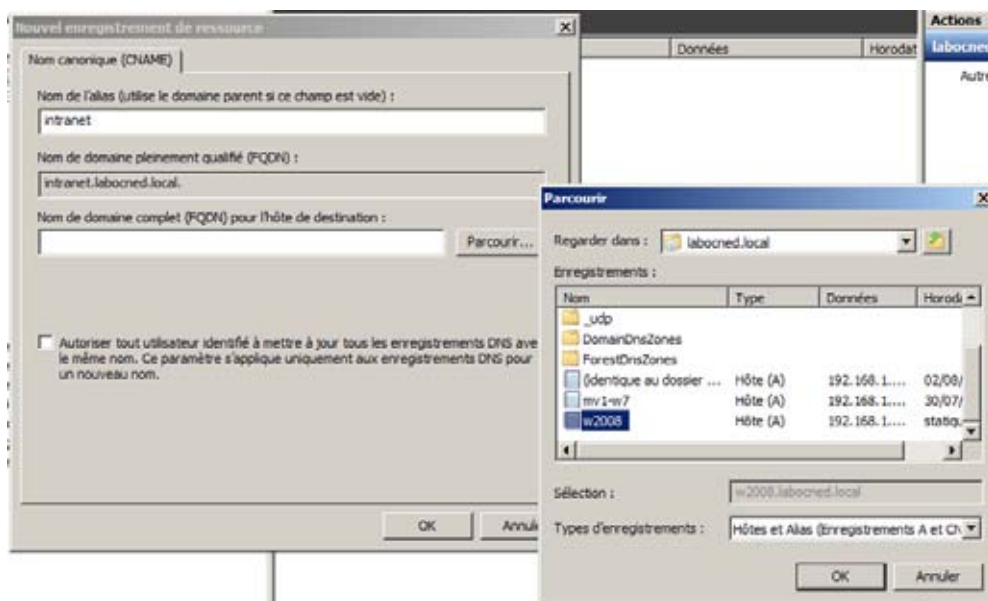 Nouvel enregistrement de ressource
Nom canonique (CNAME)
Nom de l'alias (utilise le domaine parent si ce champ est vide) :
intranet
Nom de domaine pleinement qualifié (FQDN) :
intranet.labocned.local.
Nom de domaine complet (FQDN) pour l'hôte de destination :
Parcourir...
Autoriser tout utilisateur identifié à mettre à jour tous les enregistrements DNS ave
le même nom. Ce paramètre s'applique uniquement aux enregistrements DNS pour
un nouveau nom.
OK Annul
Données Horodat
Actions
labocned
Autre
Parcourir
Regarder dans : labocned.local
Enregistrements :
Nom Type Données Horod
_udp
DomainDnsZones
ForestDnsZones
(identique au dossier ... Hôte (A) 192.168.1.... 02/08/
mv1-w7 Hôte (A) 192.168.1.... 30/07/
w2008 Hôte (A) 192.168.1.... statiqu
Sélection : w2008.labocned.local
Types d'enregistrements : Hôtes et Alias (Enregistrements A et CN
OK Annuler